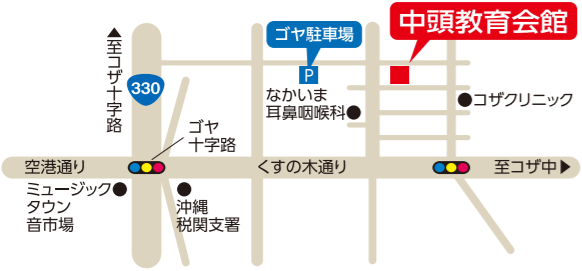 中頭教育会館
ゴヤ駐車場
P
▲至コザ十字路
330
なかいま
耳鼻咽喉科
コザクリニック
ゴヤ
十字路
空港通り
くすの木通り
至コザ中▶
ミュージック
タウン
音市場
沖縄
税関支署